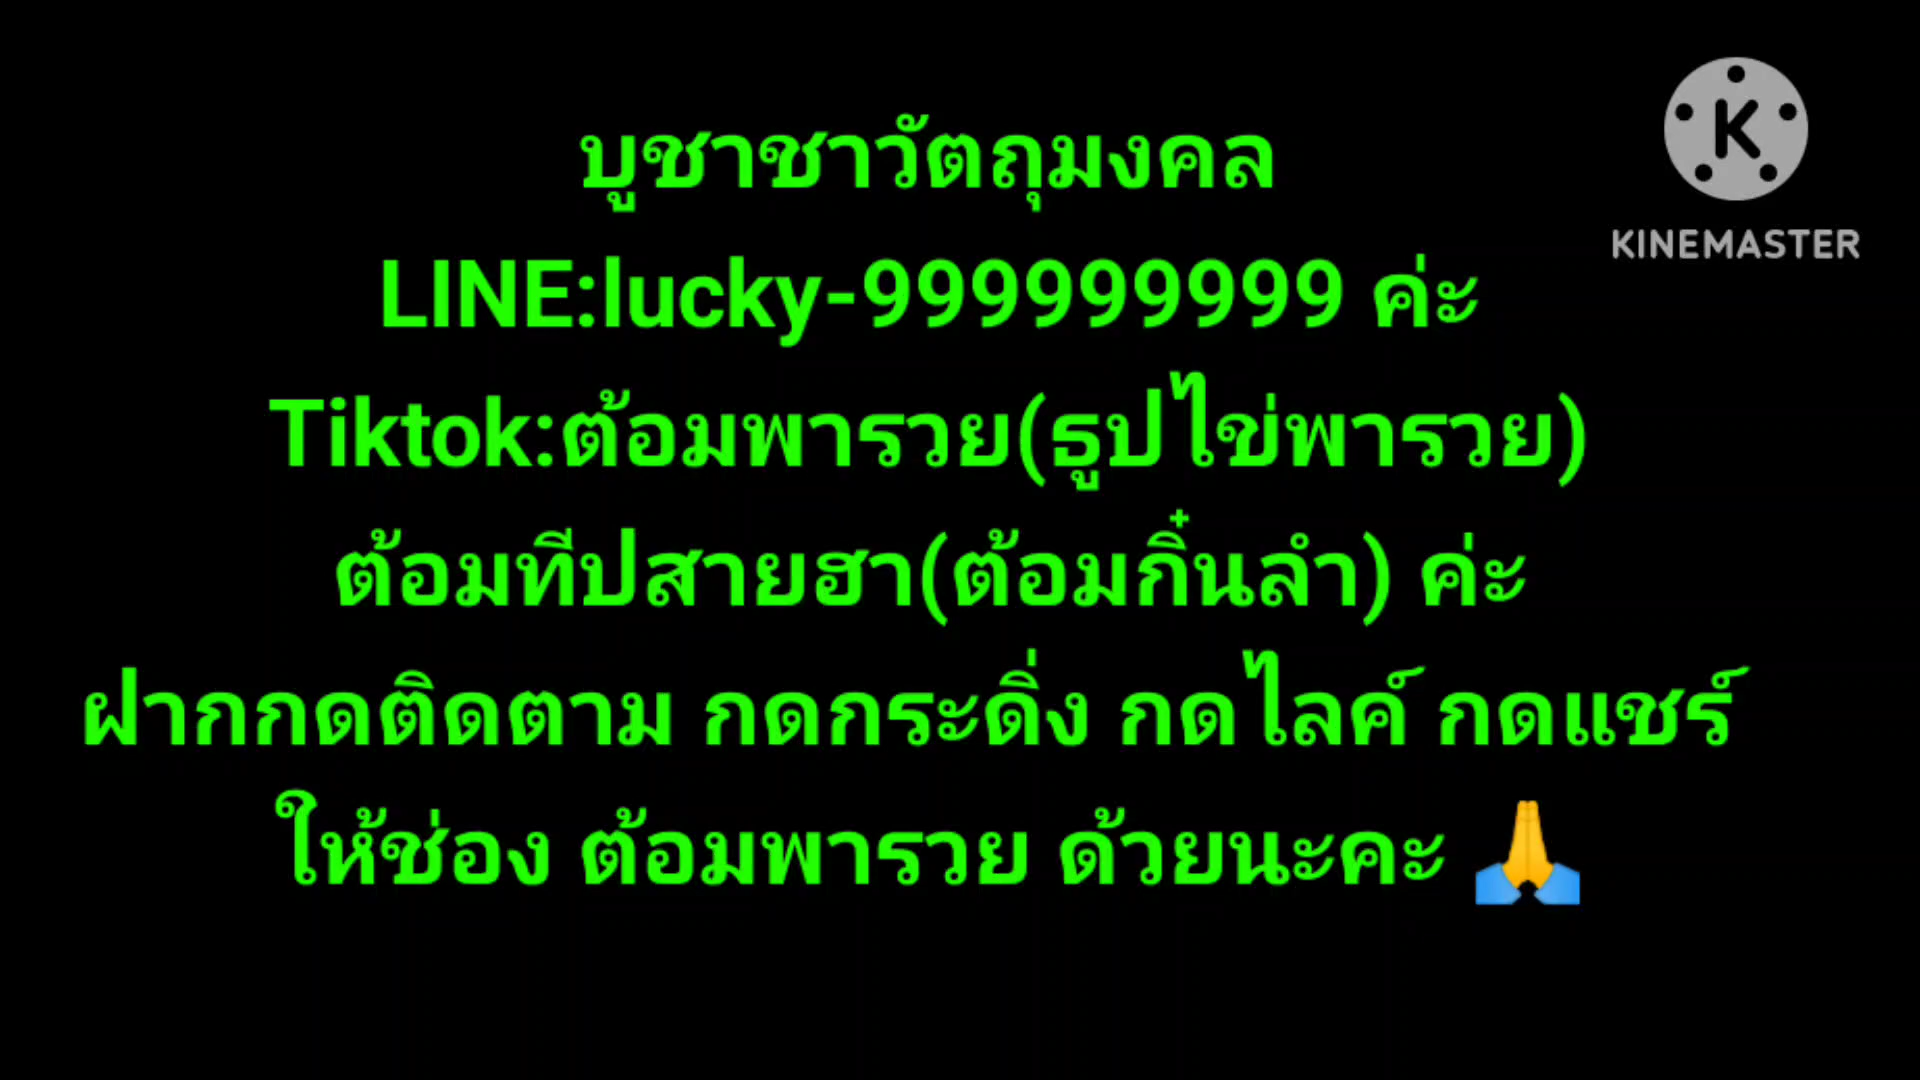 บูชาชาวัตถุมงคล
LINE:lucky-999999999 ค่ะ
Tiktok:ต้อมพารวย(ธูปไข่พารวย)
ต้อมทีปสายฮา(ต้อมกิ๋นลำ) ค่ะ
ฝากกดติดตาม กดกระดิ่ง กดไลค์ กดแชร์
ให้ช่อง ต้อมพารวย ด้วยนะคะ 🙏
K
KINEMASTER